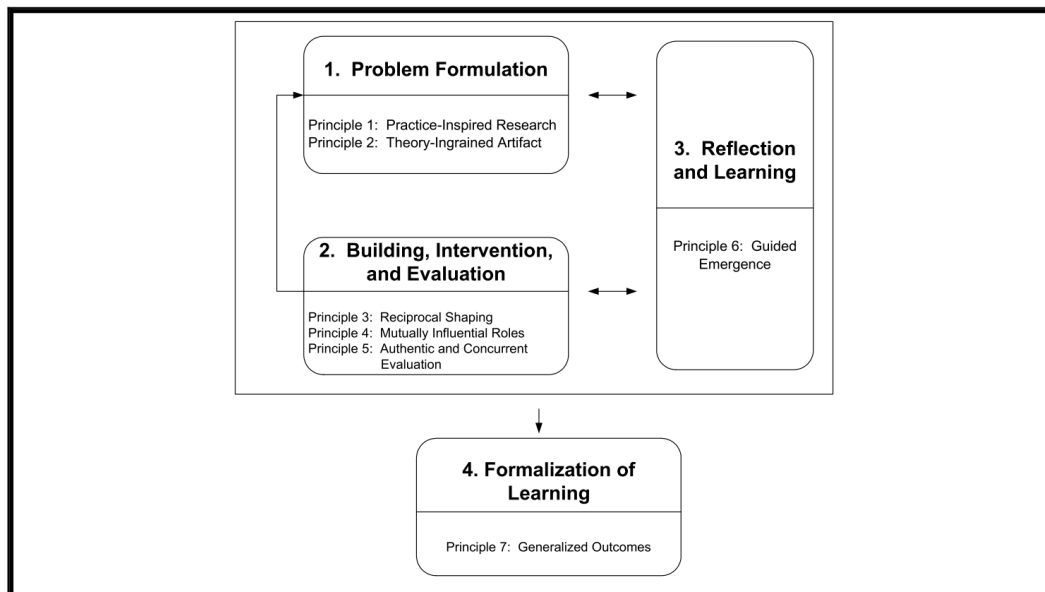 1. Problem Formulation
Principle 1: Practice-Inspired Research
Principle 2: Theory-Ingrained Artifact
2. Building, Intervention,
and Evaluation
Principle 3: Reciprocal Shaping
Principle 4: Mutually Influential Roles
Principle 5: Authentic and Concurrent
Evaluation
3. Reflection
and Learning
Principle 6: Guided
Emergence
4. Formalization of
Learning
Principle 7: Generalized Outcomes